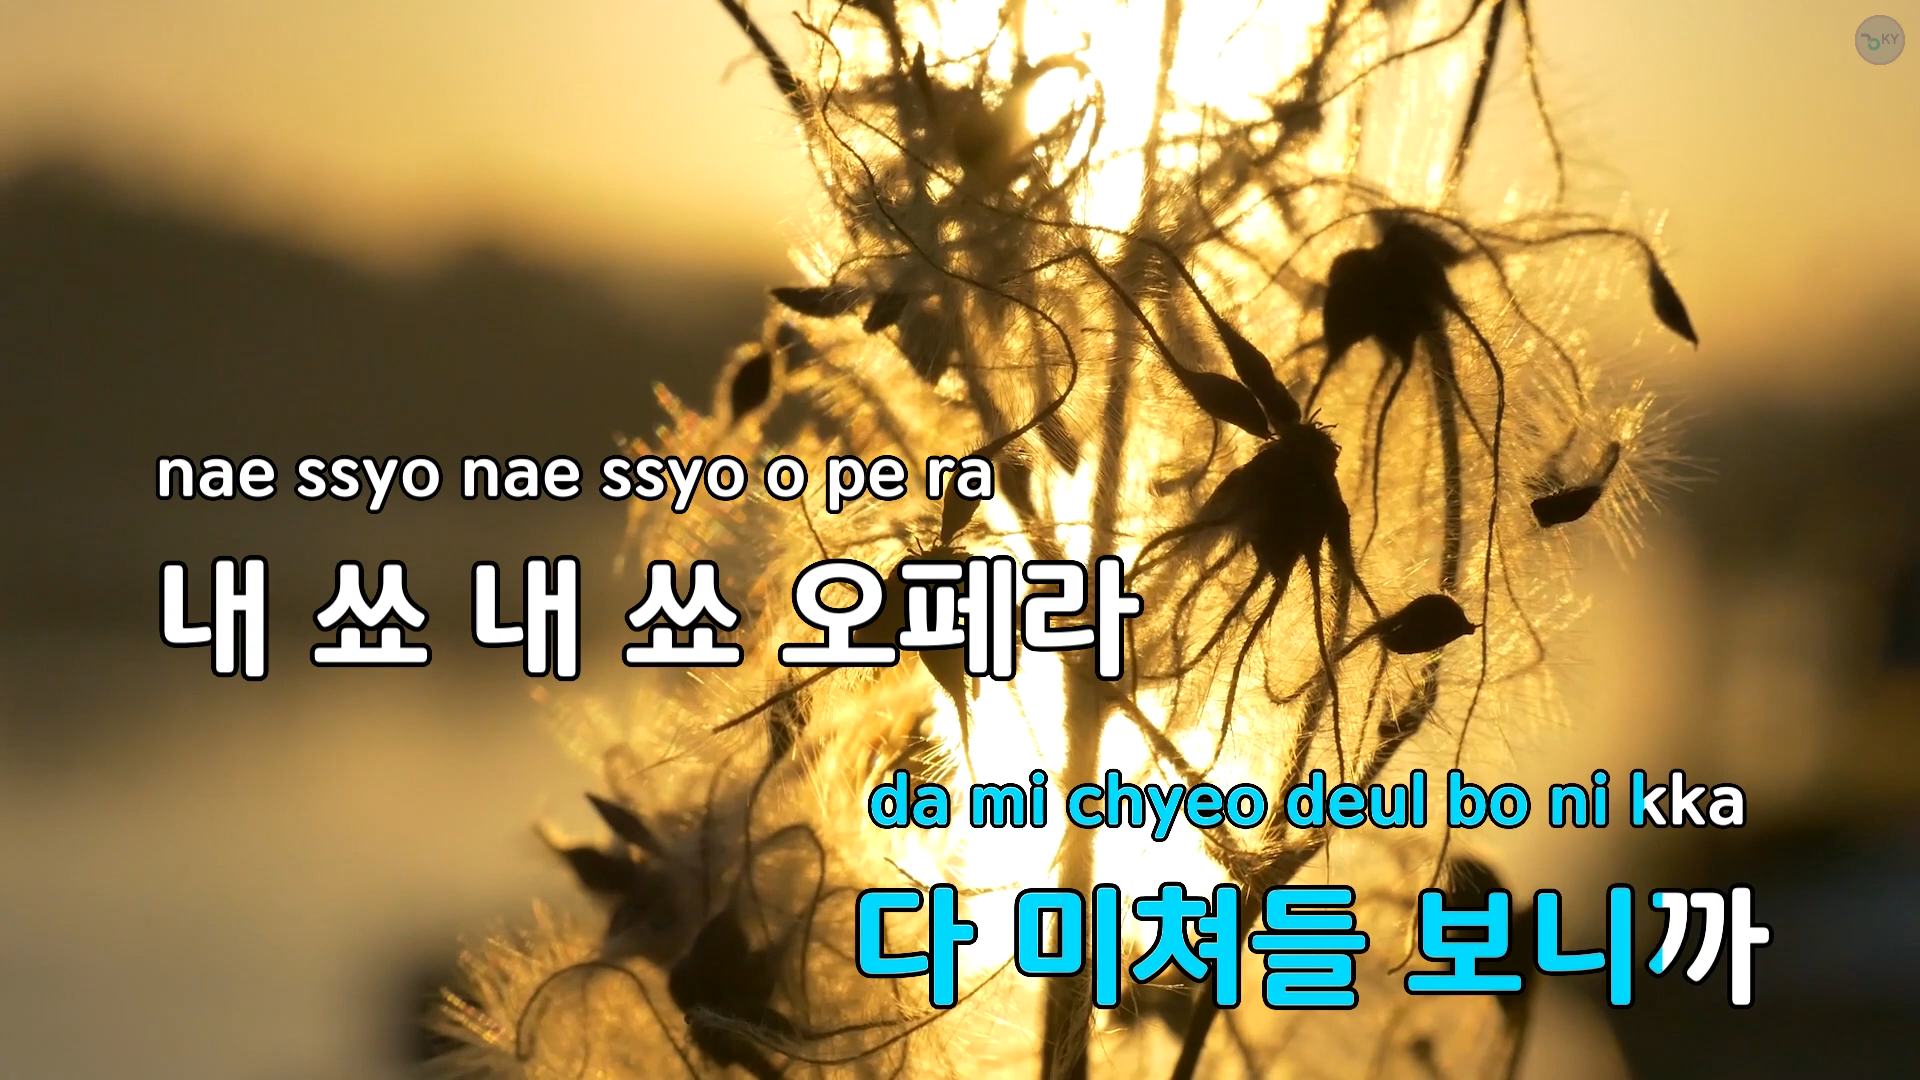 KY
nae ssyo nae ssyo o pe ra
내 쑈 내 쑈 오페라
da mi chyeo deul bo ni kka
다 미쳐들 보니까